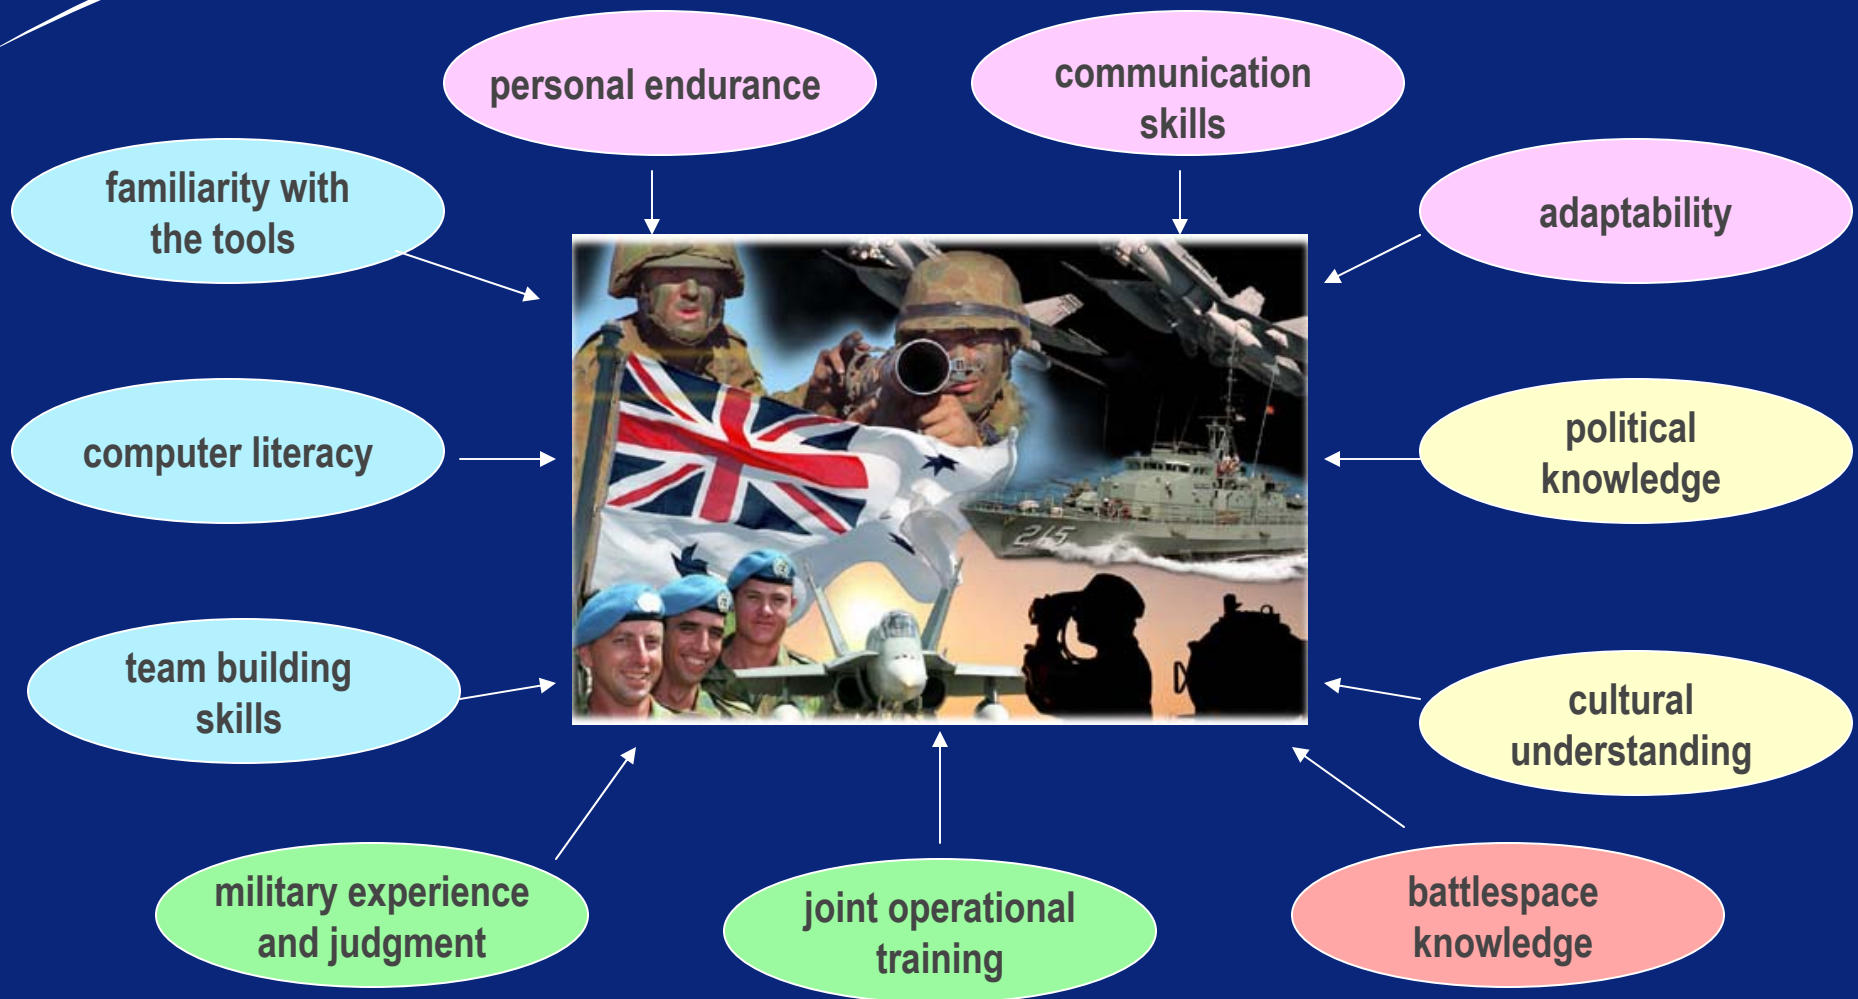 personal endurance
communication
skills
familiarity with
the tools
adaptability
computer literacy
political
knowledge
215
team building
skills
cultural
understanding
military experience
and judgment
joint operational
training
battlespace
knowledge